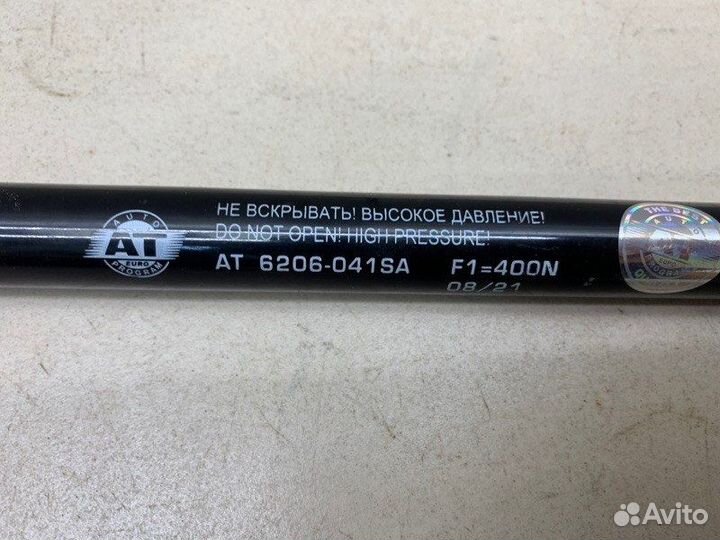 AUTO
AT
EURO
PROGRAM
НЕ ВСКРЫВАТЬ! ВЫСОКОЕ ДАВЛЕНИЕ!
DO NOT OPEN! HIGH PRESSURE!
AT 6206-041SA F1=400N
08/21
THE BEST
AUTO
Avito